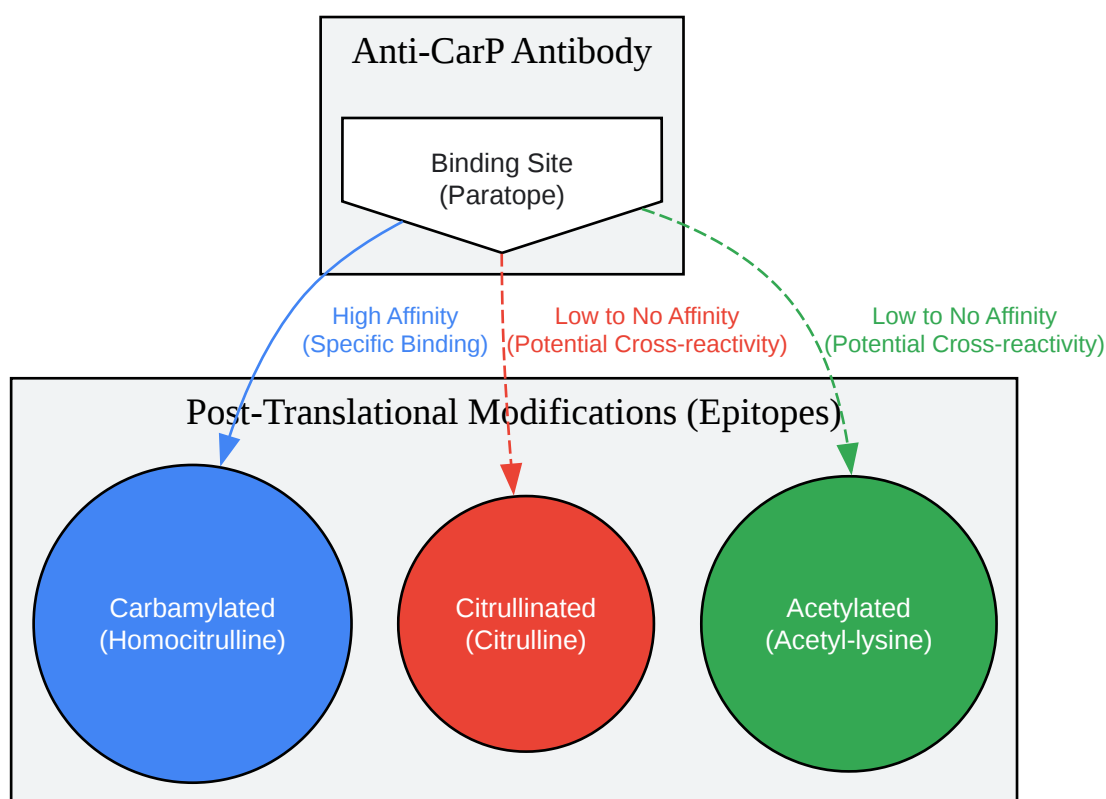 Anti-CarP Antibody
Binding Site
(Paratope)
High Affinity
(Specific Binding)
Low to No Affinity
(Potential Cross-reactivity)
Low to No Affinity
(Potential Cross-reactivity)
Post-Translational Modifications (Epitopes)
Carbamylated
(Homocitrulline)
Citrullinated
(Citrulline)
Acetylated
(Acetyl-lysine)